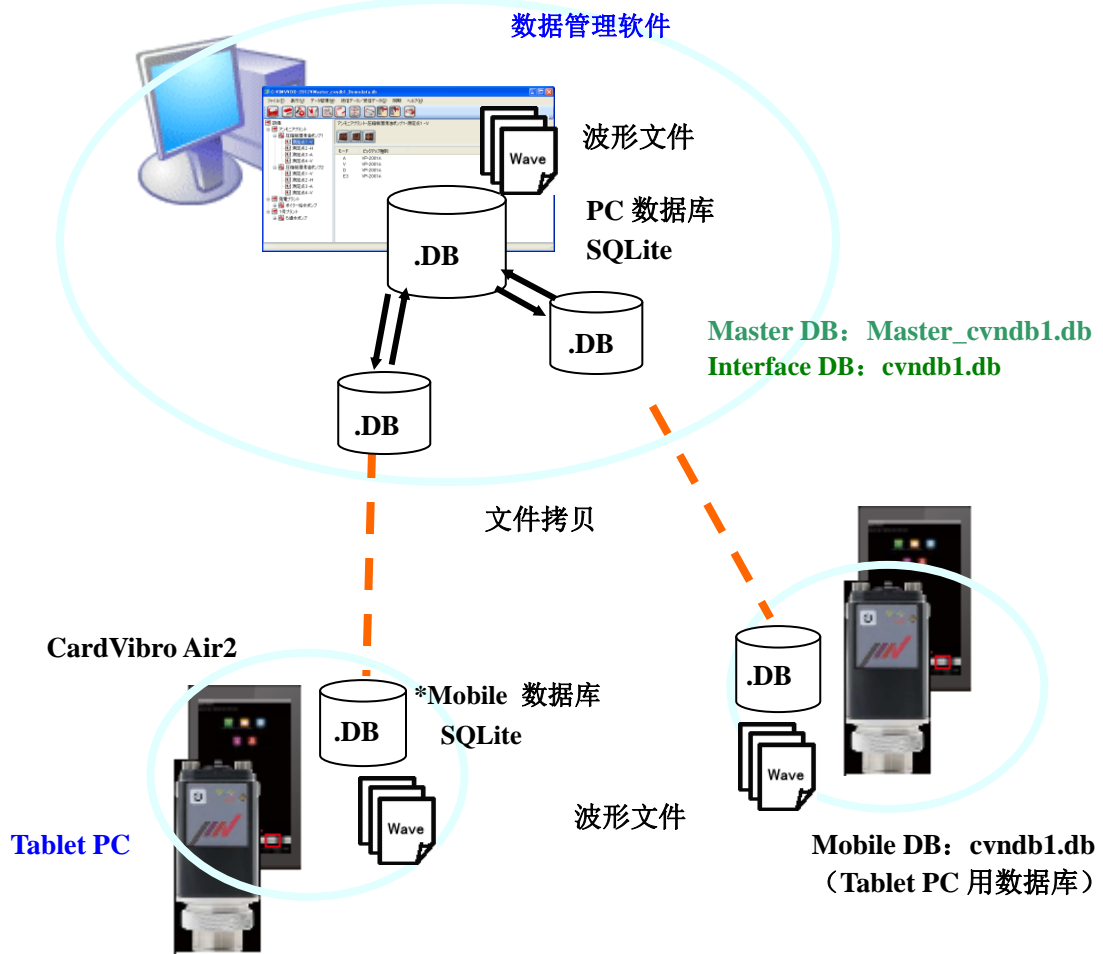 数据管理软件
Wave
波形文件
PC 数据库
SQLite
.DB
.DB
.DB
Master DB：Master_cvndb1.db
Interface DB：cvndb1.db
文件拷贝
CardVibro Air2
.DB
*Mobile 数据库
SQLite
.DB
Wave
Wave
波形文件
Tablet PC
Mobile DB：cvndb1.db
（Tablet PC 用数据库）